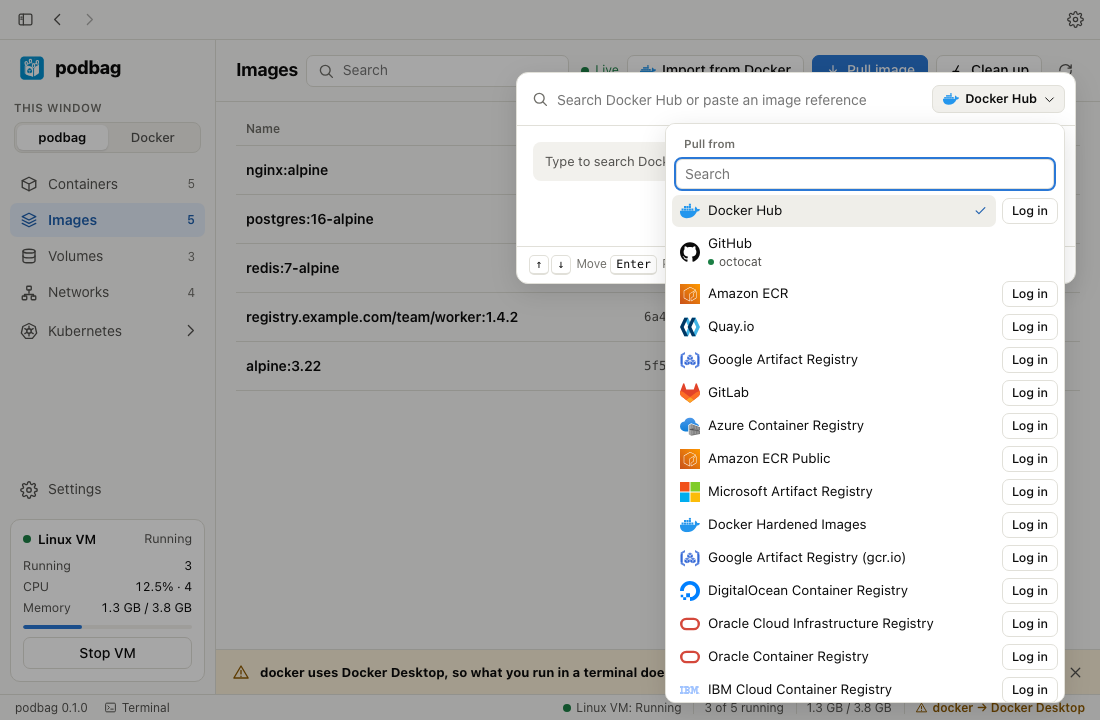 podbag
THIS WINDOW
podbag
Docker
Containers 5
Images 5
Volumes 3
Networks 4
Kubernetes
Settings
Linux VM Running
Running 3
CPU 12.5% · 4
Memory 1.3 GB / 3.8 GB
Stop VM
Images
Search
Live
Import from Docker
Pull image
Clean up
Name
nginx:alpine
postgres:16-alpine
redis:7-alpine
registry.example.com/team/worker:1.4.2 6a4
alpine:3.22 5f5
Search Docker Hub or paste an image reference
Docker Hub
Type to search Dock
↑ ↓ Move Enter
Pull from
Search
Docker Hub Log in
GitHub
octocat
Amazon ECR Log in
Quay.io Log in
Google Artifact Registry Log in
GitLab Log in
Azure Container Registry Log in
Amazon ECR Public Log in
Microsoft Artifact Registry Log in
Docker Hardened Images Log in
Google Artifact Registry (gcr.io) Log in
DigitalOcean Container Registry Log in
Oracle Cloud Infrastructure Registry Log in
Oracle Container Registry Log in
IBM IBM Cloud Container Registry Log in
docker uses Docker Desktop, so what you run in a terminal doe
podbag 0.1.0 Terminal
Linux VM: Running 3 of 5 running 1.3 GB / 3.8 GB docker → Docker Desktop